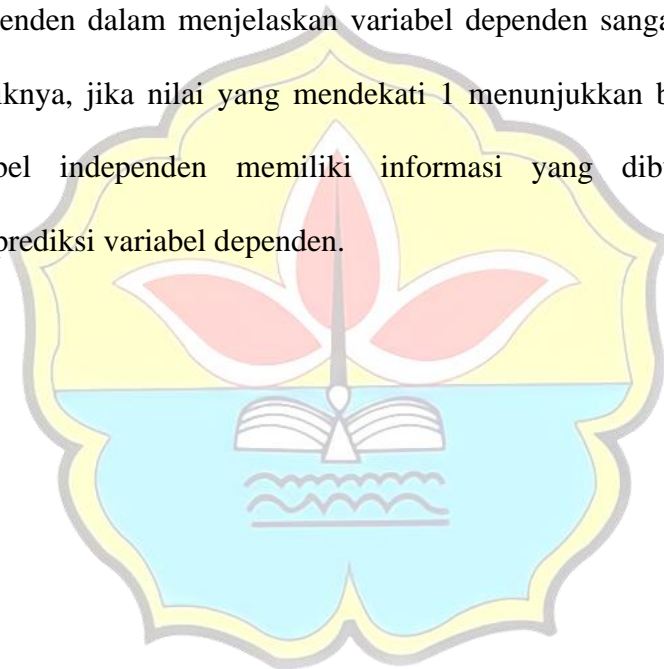 enden dalam menjelaskan variabel dependen sanga
iknya, jika nilai yang mendekati 1 menunjukkan b
bel independen memiliki informasi yang dib
prediksi variabel dependen.